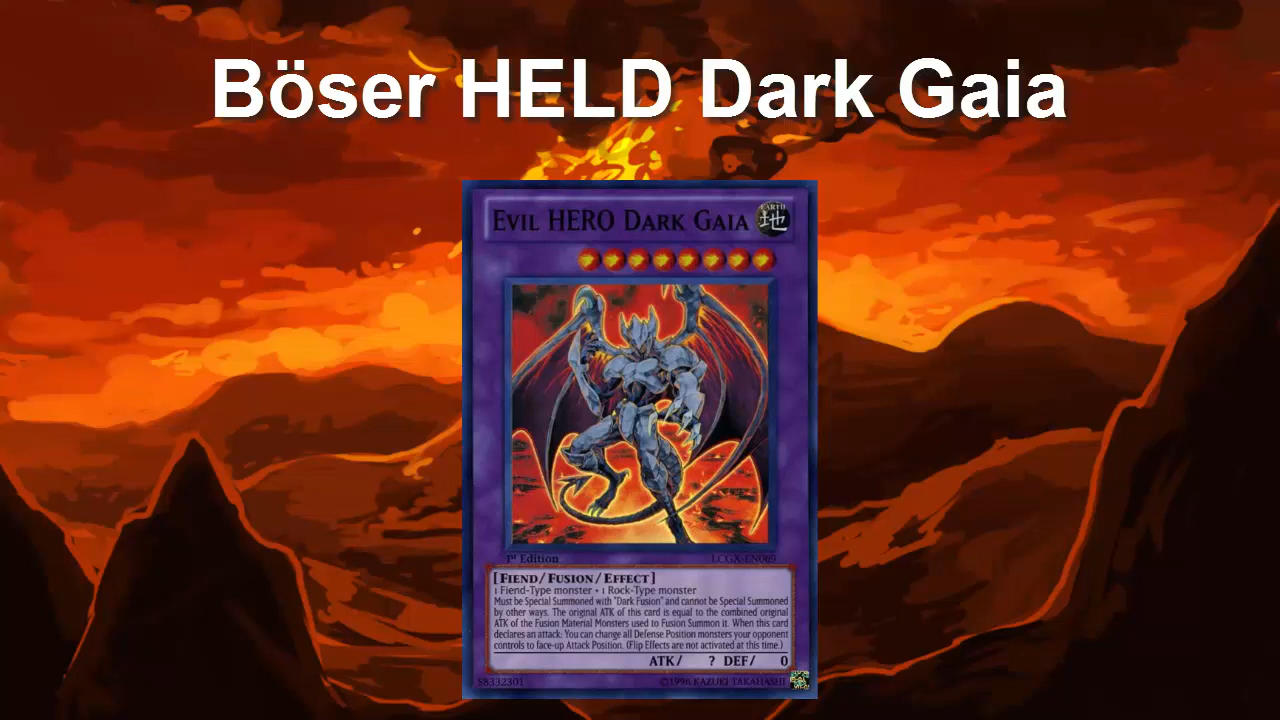 Böser HELD Dark Gaia
EVIL HERO DARK GAIA
EARTH
地
1st Edition
LCGX-EN069
[FIEND/FUSION/EFFECT]
1 Fiend-Type monster + 1 Rock-Type monster
Must be Special Summoned with "Dark Fusion" and cannot be Special Summoned
by other ways. The original ATK of this card is equal to the combined original
ATK of the Fusion Material Monsters used to Fusion Summon it. When this card
declares an attack: You can change all Defense Position monsters your opponent
controls to face-up Attack Position. (Flip Effects are not activated at this time.)
ATK/ ? DEF/ 0
58332301
©1996 KAZUKI TAKAHASHI